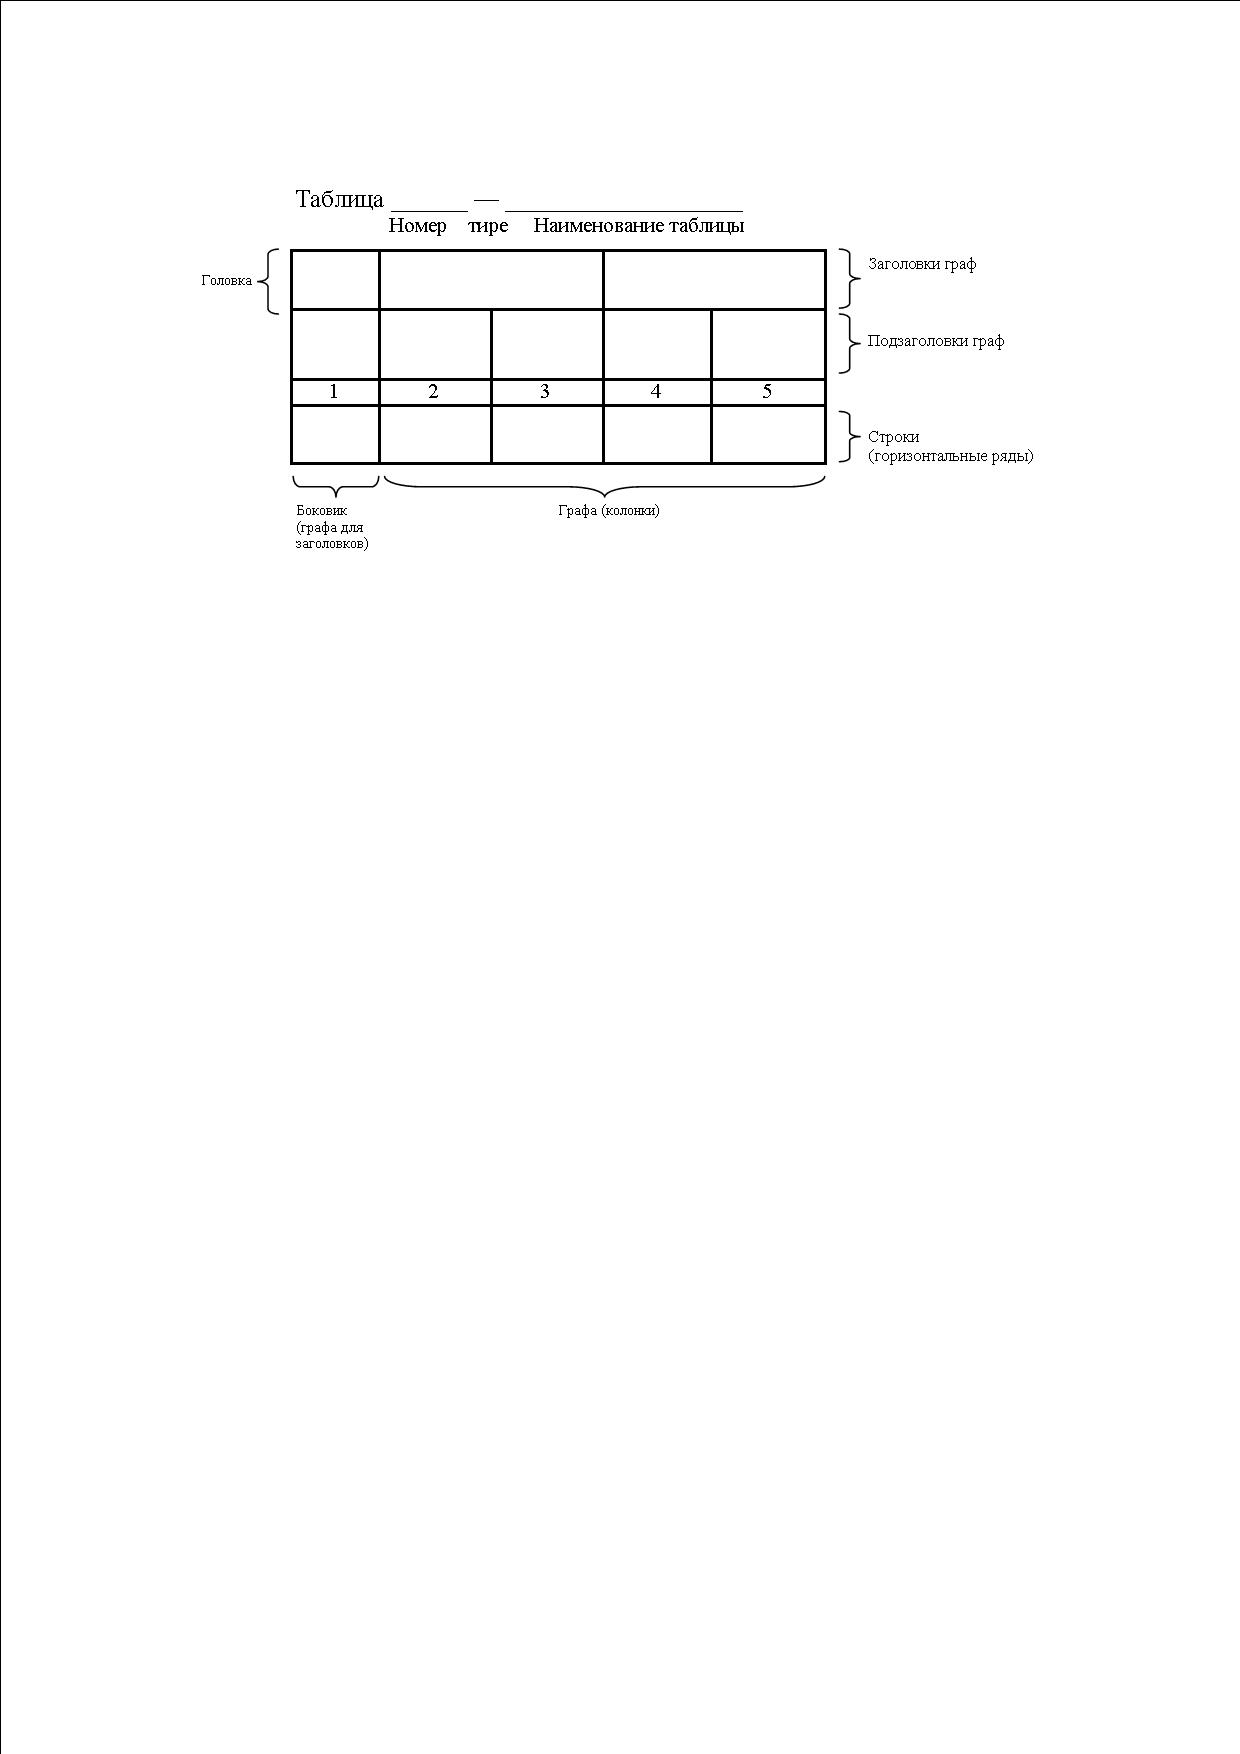 Таблица ______ — ___________________
Номер тире Наименование таблицы
Головка
Заголовки граф
Подзаголовки граф
1 2 3 4 5
Строки
(горизонтальные ряды)
Боковик
(графа для
заголовков)
Графа (колонки)